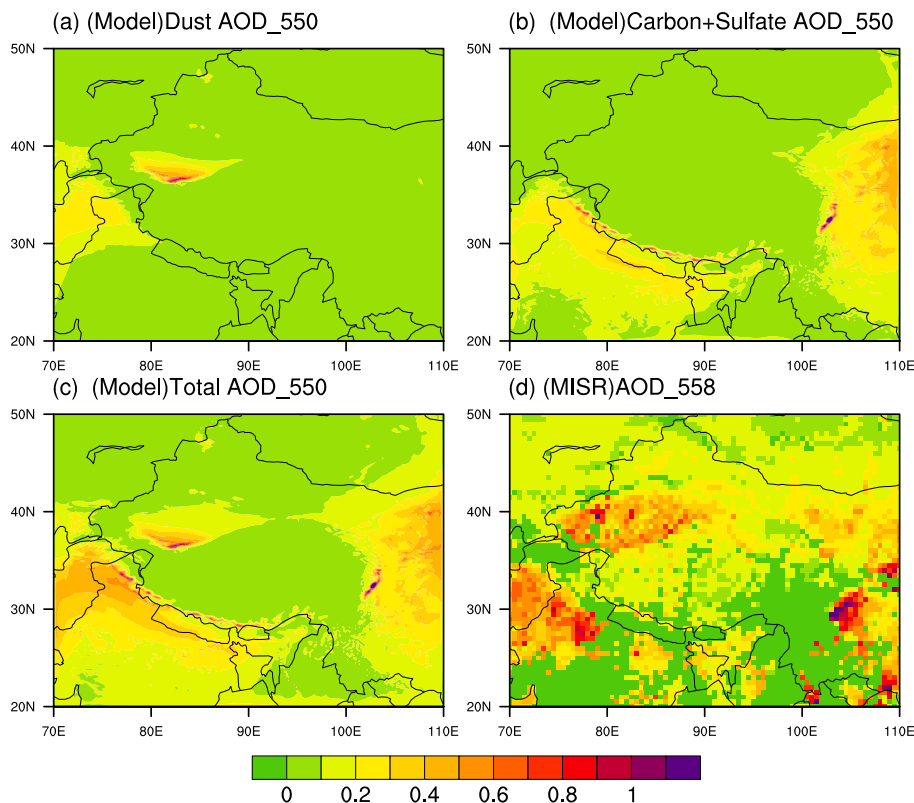 (a) (Model)Dust AOD_550
(b) (Model)Carbon+Sulfate AOD_550
50N 40N 30N 20N
70E 80E 90E 100E 110E
50N 40N 30N 20N
70E 80E 90E 100E 110E
(c) (Model)Total AOD_550
(d) (MISR)AOD_558
50N 40N 30N 20N
70E 80E 90E 100E 110E
50N 40N 30N 20N
70E 80E 90E 100E 110E
0 0.2 0.4 0.6 0.8 1